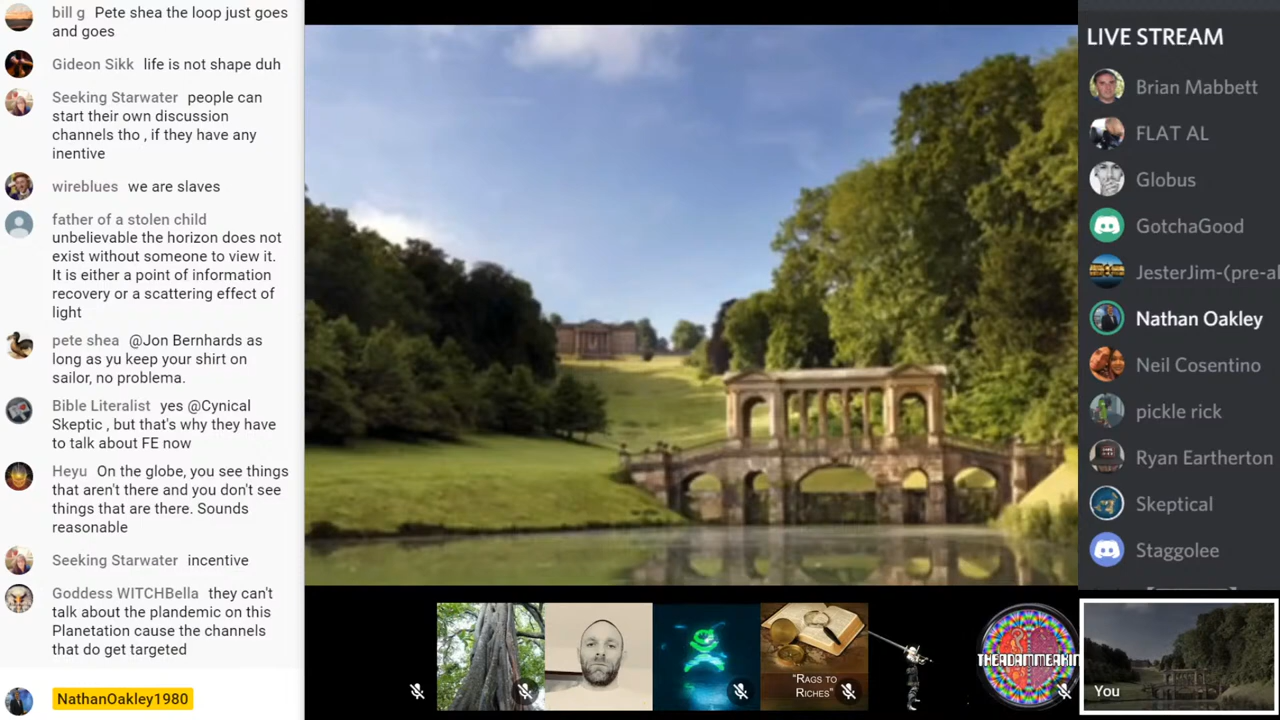 bill g Pete shea the loop just goes
and goes
Gideon Sikk life is not shape duh
Seeking Starwater people can
start their own discussion
channels tho , if they have any
inentive
wireblues we are slaves
father of a stolen child
unbelievable the horizon does not
exist without someone to view it.
It is either a point of information
recovery or a scattering effect of
light
pete shea @Jon Bernhards as
long as yu keep your shirt on
sailor, no problema.
Bible Literalist yes @Cynical
Skeptic , but that's why they have
to talk about FE now
Heyu On the globe, you see things
that aren't there and you don't see
things that are there. Sounds
reasonable
Seeking Starwater incentive
Goddess WITCHBella they can't
talk about the plandemic on this
Planetation cause the channels
that do get targeted
NathanOakley1980
"RAGS TO
RICHES"
THEADAMMEAKIN
LIVE STREAM
Brian Mabbett
FLAT AL
Globus
GotchaGood
JesterJim-(pre-al
Nathan Oakley
Neil Cosentino
pickle rick
Ryan Eartherton
Skeptical
Staggolee
You